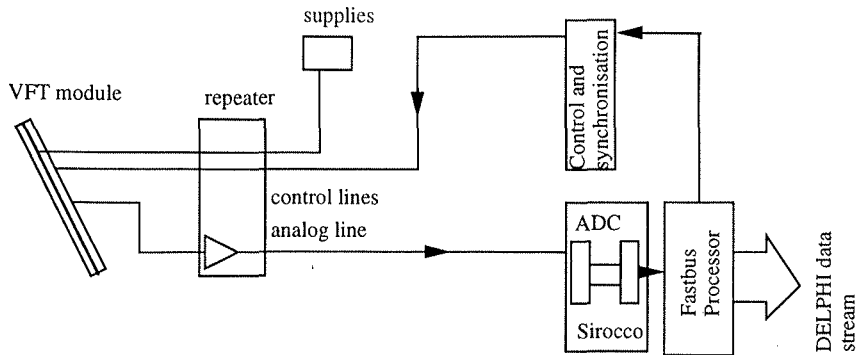 supplies
VFT module
repeater
Control and
synchronisation
control lines
analog line
ADC
Sirocco
Fastbus
Processor
DELPHI data
stream